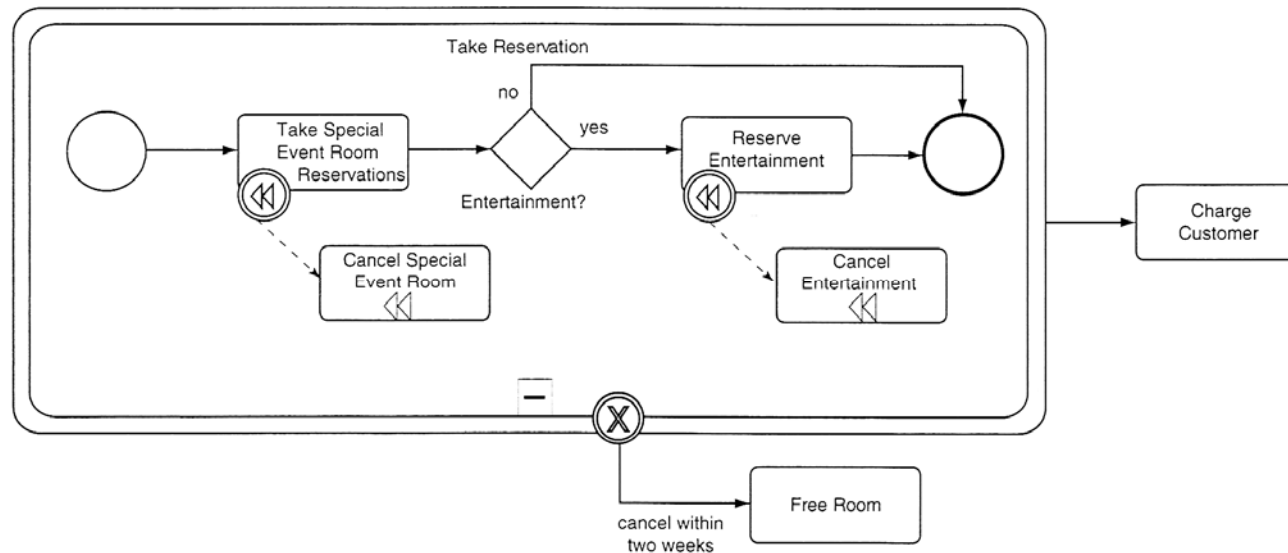 Take Reservation
no
Take Special
Event Room
Reservations
yes
Entertainment?
Reserve
Entertainment
Cancel Special
Event Room
Cancel
Entertainment
Charge
Customer
X
cancel within
two weeks
Free Room